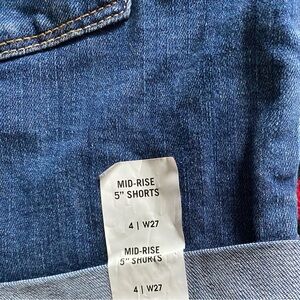 MID-RISE
5" SHORTS
4 | W27
MID-RISE
5" SHORTS
4 | W27